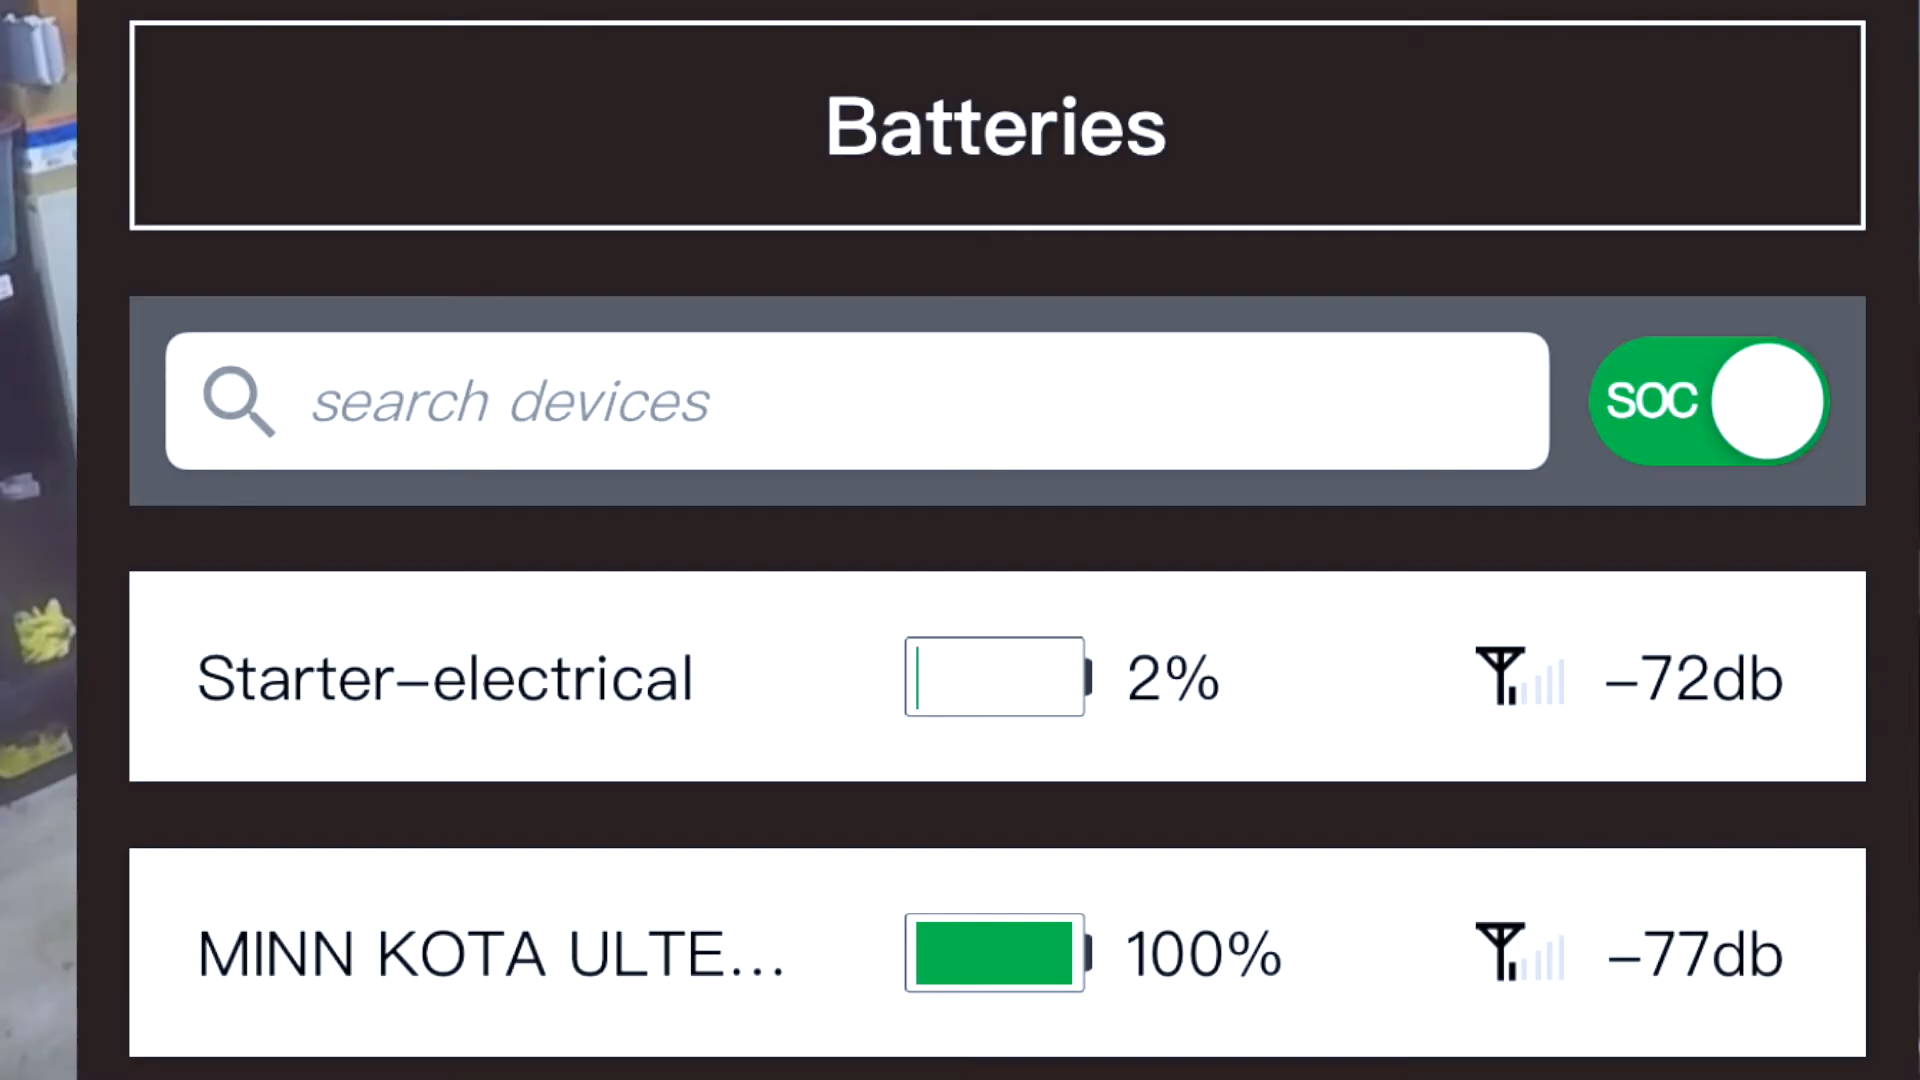 Batteries
search devices
SOC
Starter-electrical 2% -72db
MINN KOTA ULTE... 100% -77db